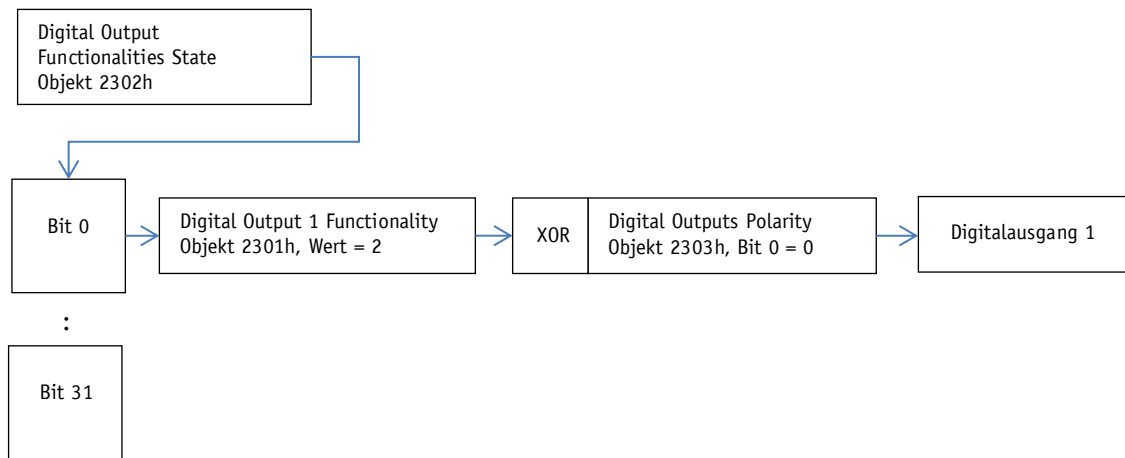 Digital Output
Functionalities State
Objekt 2302h
Bit 0
Digital Output 1 Functionality
Objekt 2301h, Wert = 2
XOR
Digital Outputs Polarity
Objekt 2303h, Bit 0 = 0
Digitalausgang 1
:
Bit 31